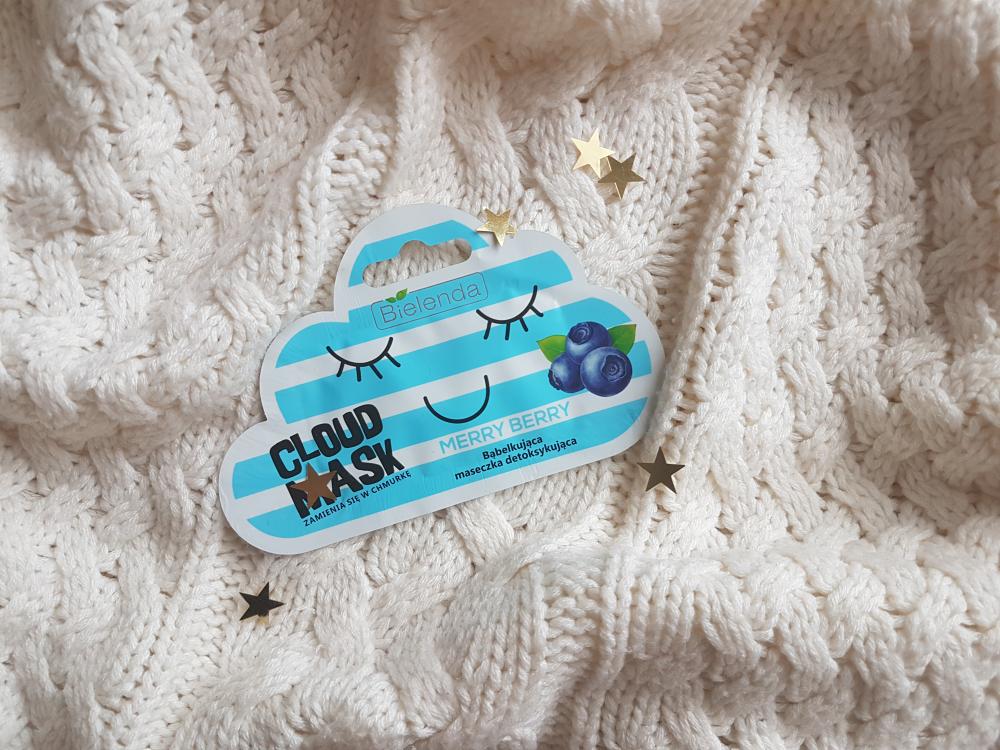 Bielenda
CLOUD
MASK
ZAMIENIA SIĘ W CHMURKĘ
MERRY BERRY
Bąbelkująca
maseczka detoksykująca